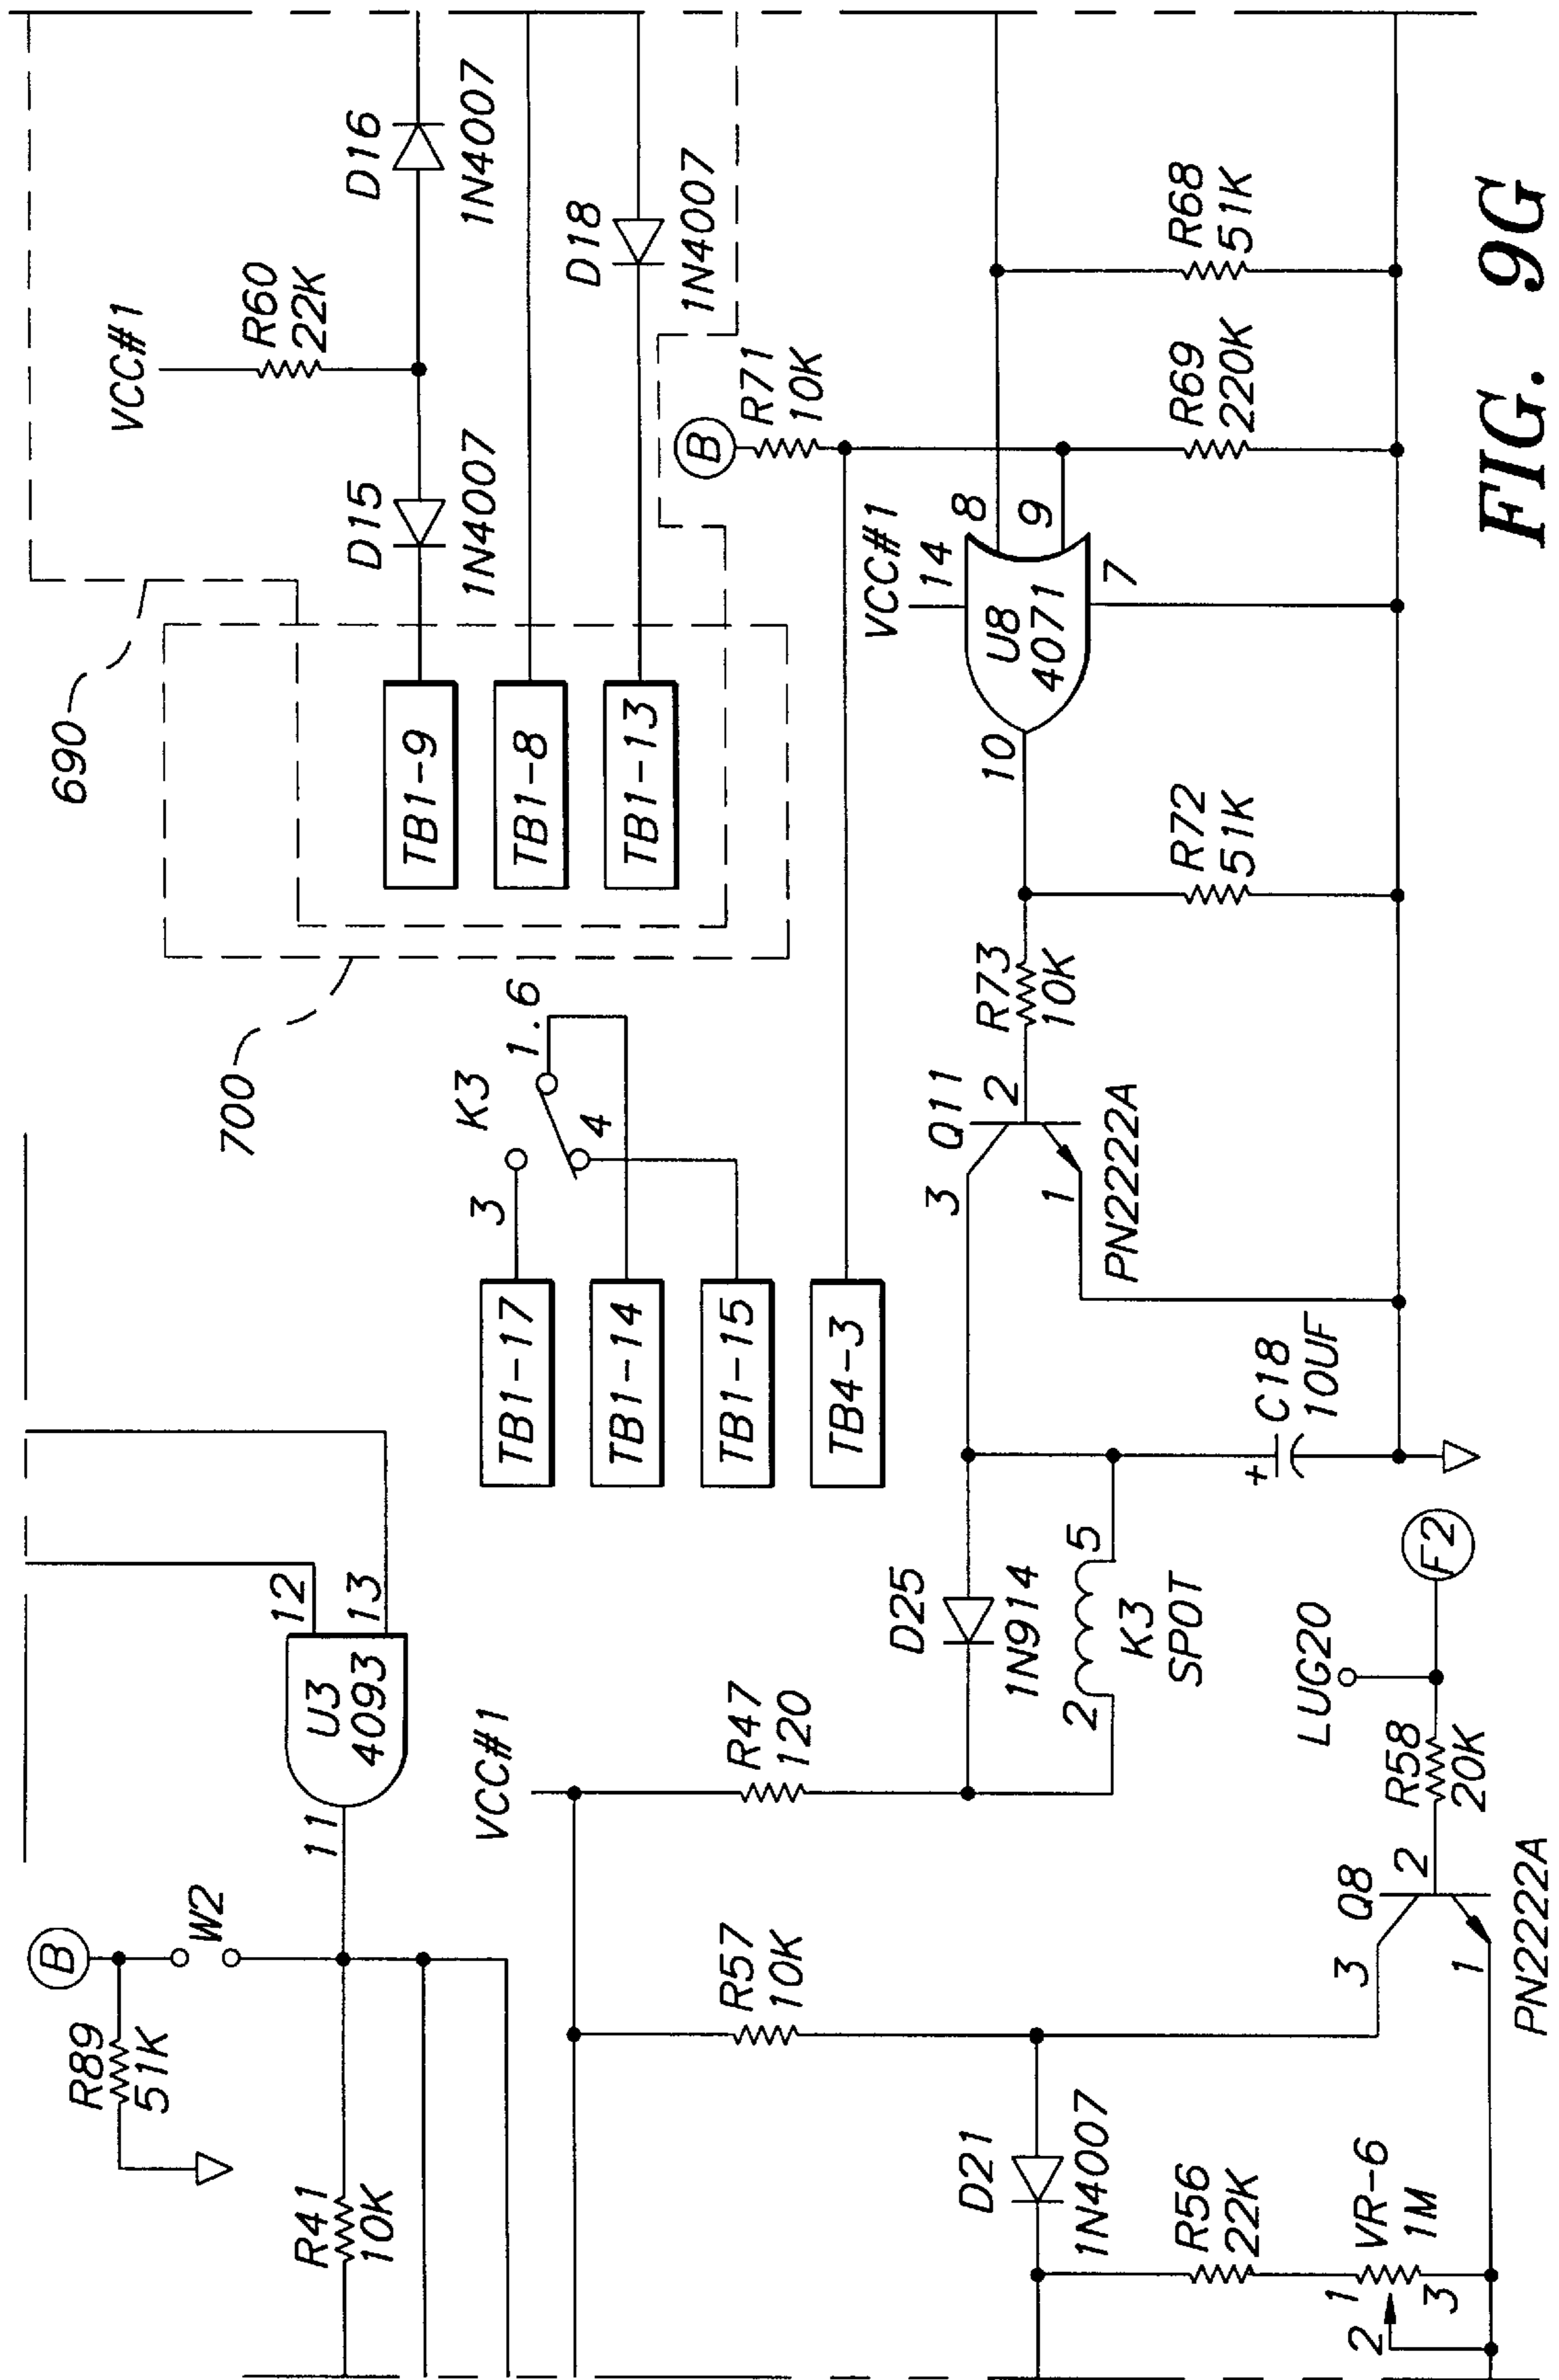 690
700
VCC#1
R60
22K
D16
1N4007
D15
1N4007
D18
1N4007
TB1-9
TB1-8
TB1-13
B
R71
10K
VCC#1
14
8
9
U8
4071
7
10
R68
51K
R69
220K
R72
51K
R73
10K
K3
1.6
3
4
TB1-17
TB1-14
TB1-15
TB4-3
Q11
2
3
1
PN2222A
C18
10UF
+
D25
1N914
2
5
K3
SPOT
R47
120
VCC#1
12
13
U3
4093
11
B
W2
R89
51K
R41
10K
R57
10K
D21
1N4007
R56
22K
VR-6
1M
1
2
3
Q8
2
3
1
PN2222A
R58
20K
LUG20
F2
FIG. 9G